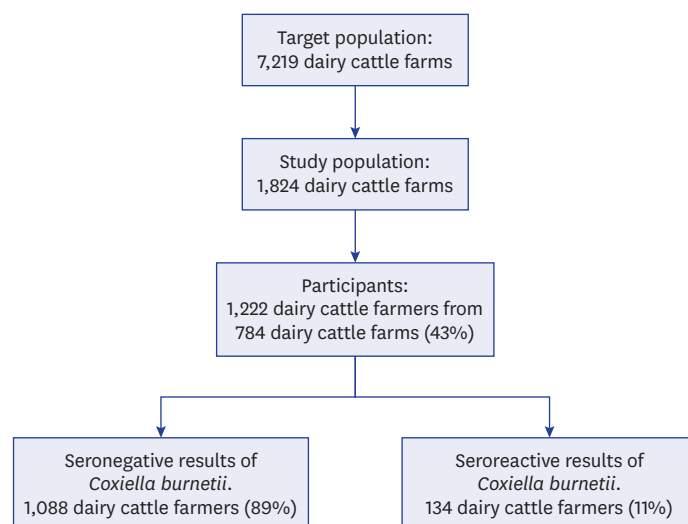 Target population:
7,219 dairy cattle farms
Study population:
1,824 dairy cattle farms
Participants:
1,222 dairy cattle farmers from
784 dairy cattle farms (43%)
Seronegative results of
Coxiella burnetii.
1,088 dairy cattle farmers (89%)
Seroreactive results of
Coxiella burnetii.
134 dairy cattle farmers (11%)